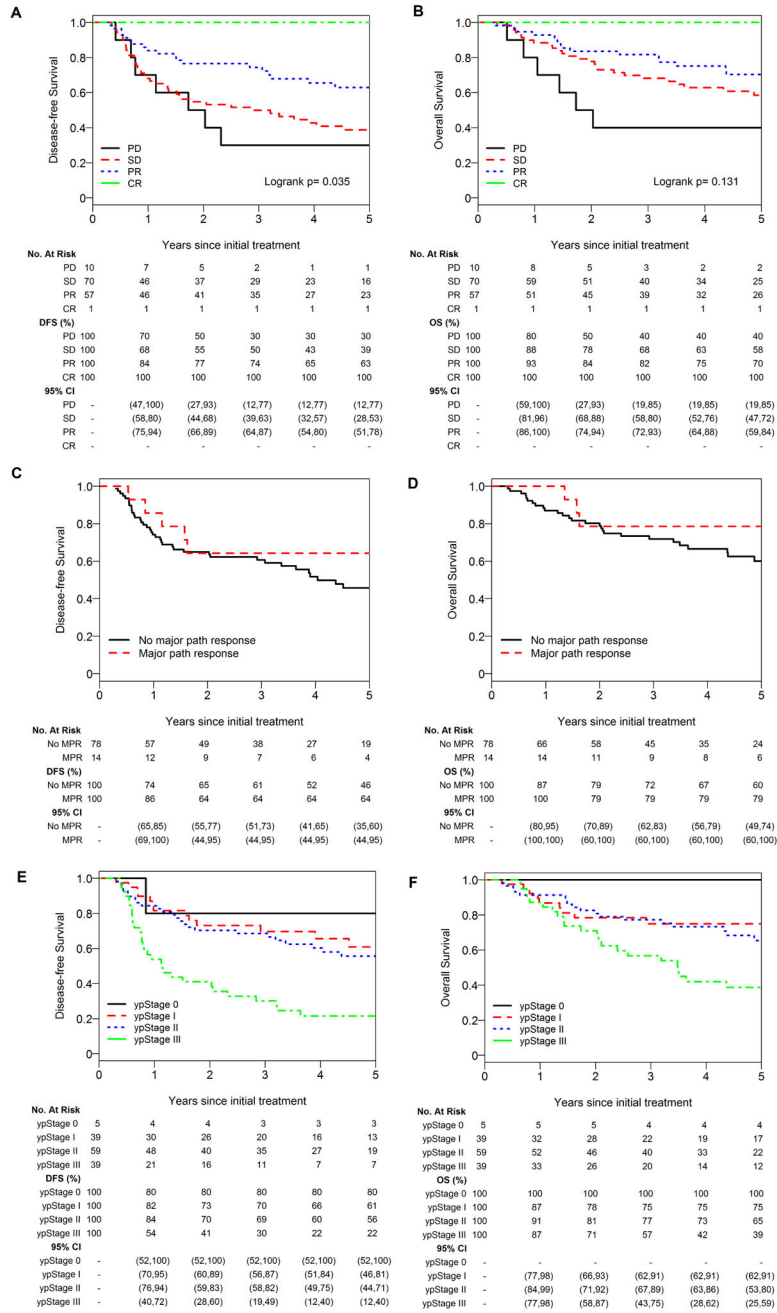 A
1.0
0.8
0.6
0.4
0.2
0
Disease-free Survival
PD
SD
PR
CR
Logrank p= 0.035
0 1 2 3 4 5
Years since initial treatment
No. At Risk
PD 10 7 5 2 1 1
SD 70 46 37 29 23 16
PR 57 46 41 35 27 23
CR 1 1 1 1 1 1
DFS (%)
PD 100 70 50 30 30 30
SD 100 68 55 50 43 39
PR 100 84 77 74 65 63
CR 100 100 100 100 100 100
95% CI
PD - (47,100) (27,93) (12,77) (12,77) (12,77)
SD - (58,80) (44,68) (39,63) (32,57) (28,53)
PR - (75,94) (66,89) (64,87) (54,80) (51,78)
CR - - - - - -
B
1.0
0.8
0.6
0.4
0.2
0
Overall Survival
PD
SD
PR
CR
Logrank p= 0.131
0 1 2 3 4 5
Years since initial treatment
No. At Risk
PD 10 8 5 3 2 2
SD 70 59 51 40 34 25
PR 57 51 45 39 32 26
CR 1 1 1 1 1 1
OS (%)
PD 100 80 50 40 40 40
SD 100 88 78 68 63 58
PR 100 93 84 82 75 70
CR 100 100 100 100 100 100
95% CI
PD - (59,100) (27,93) (19,85) (19,85) (19,85)
SD - (81,96) (68,88) (58,80) (52,76) (47,72)
PR - (86,100) (74,94) (72,93) (64,88) (59,84)
CR - - - - - -
C
1.0
0.8
0.6
0.4
0.2
0
Disease-free Survival
No major path response
Major path response
0 1 2 3 4 5
Years since initial treatment
No. At Risk
No MPR 78 57 49 38 27 19
MPR 14 12 9 7 6 4
DFS (%)
No MPR 100 74 65 61 52 46
MPR 100 86 64 64 64 64
95% CI
No MPR - (65,85) (55,77) (51,73) (41,65) (35,60)
MPR - (69,100) (44,95) (44,95) (44,95) (44,95)
D
1.0
0.8
0.6
0.4
0.2
0
Overall Survival
No major path response
Major path response
0 1 2 3 4 5
Years since initial treatment
No. At Risk
No MPR 78 66 58 45 35 24
MPR 14 14 11 9 8 6
OS (%)
No MPR 100 87 79 72 67 60
MPR 100 100 79 79 79 79
95% CI
No MPR - (80,95) (70,89) (62,83) (56,79) (49,74)
MPR - (100,100) (60,100) (60,100) (60,100) (60,100)
E
1.0
0.8
0.6
0.4
0.2
0
Disease-free Survival
ypStage 0
ypStage I
ypStage II
ypStage III
0 1 2 3 4 5
Years since initial treatment
No. At Risk
ypStage 0 5 4 4 3 3 3
ypStage I 39 30 26 20 16 13
ypStage II 59 48 40 35 27 19
ypStage III 39 21 16 11 7 7
DFS (%)
ypStage 0 100 80 80 80 80 80
ypStage I 100 82 73 70 66 61
ypStage II 100 84 70 69 60 56
ypStage III 100 54 41 30 22 22
95% CI
ypStage 0 - (52,100) (52,100) (52,100) (52,100) (52,100)
ypStage I - (70,95) (60,89) (56,87) (51,84) (46,81)
ypStage II - (76,94) (59,83) (58,82) (49,75) (44,71)
ypStage III - (40,72) (28,60) (19,49) (12,40) (12,40)
F
1.0
0.8
0.6
0.4
0.2
0
Overall Survival
ypStage 0
ypStage I
ypStage II
ypStage III
0 1 2 3 4 5
Years since initial treatment
No. At Risk
ypStage 0 5 5 5 4 4 4
ypStage I 39 32 28 22 19 17
ypStage II 59 52 46 40 33 22
ypStage III 39 33 26 20 14 12
OS (%)
ypStage 0 100 100 100 100 100 100
ypStage I 100 87 78 75 75 75
ypStage II 100 91 81 77 73 65
ypStage III 100 87 71 57 42 39
95% CI
ypStage 0 - - - - - -
ypStage I - (77,98) (66,93) (62,91) (62,91) (62,91)
ypStage II - (84,99) (71,92) (67,89) (63,86) (53,80)
ypStage III - (77,98) (58,87) (43,75) (28,62) (25,59)